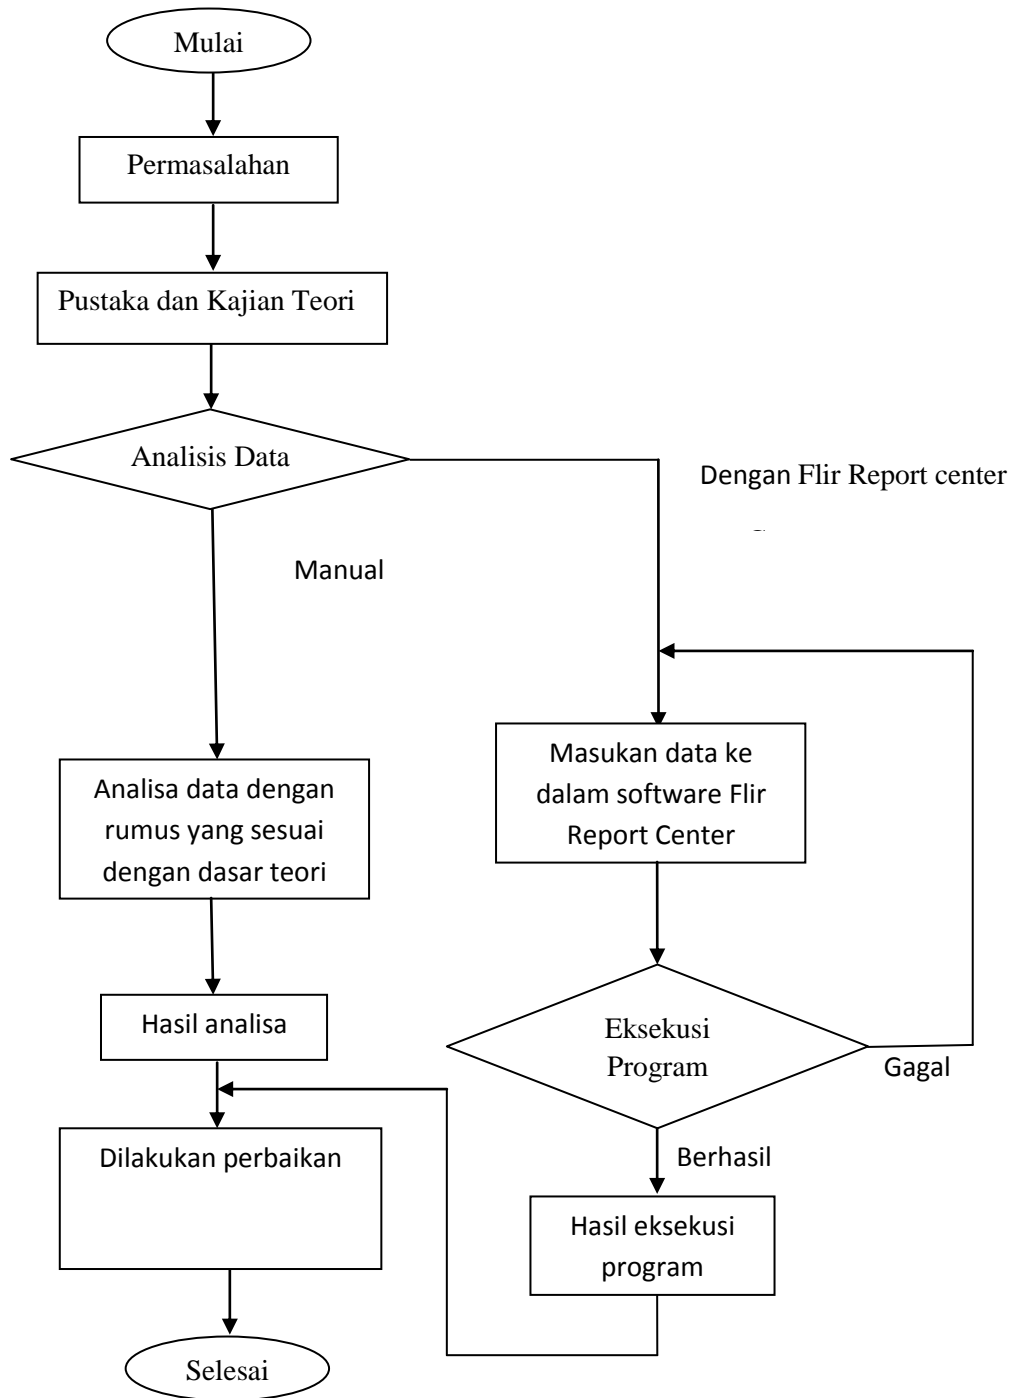 Mulai
Permasalahan
Pustaka dan Kajian Teori
Analisis Data
Dengan Flir Report center
Manual
Masukan data ke
dalam software Flir
Report Center
Analisa data dengan
rumus yang sesuai
dengan dasar teori
Hasil analisa
Eksekusi
Program
Gagal
Berhasil
Dilakukan perbaikan
Hasil eksekusi
program
Selesai